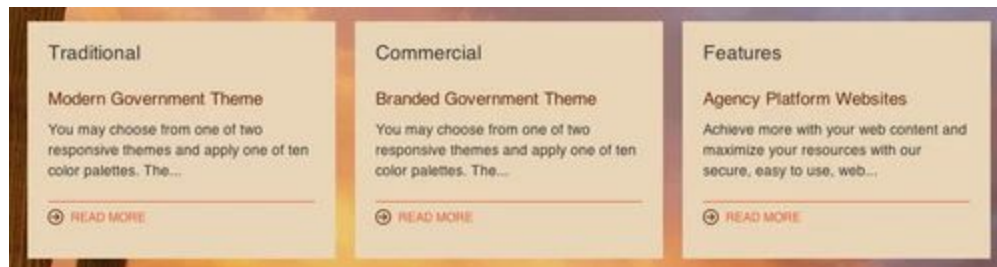 Traditional
Modern Government Theme
You may choose from one of two
responsive themes and apply one of ten
color palettes. The...
READ MORE
Commercial
Branded Government Theme
You may choose from one of two
responsive themes and apply one of ten
color palettes. The...
READ MORE
Features
Agency Platform Websites
Achieve more with your web content and
maximize your resources with our
secure, easy to use, web...
READ MORE